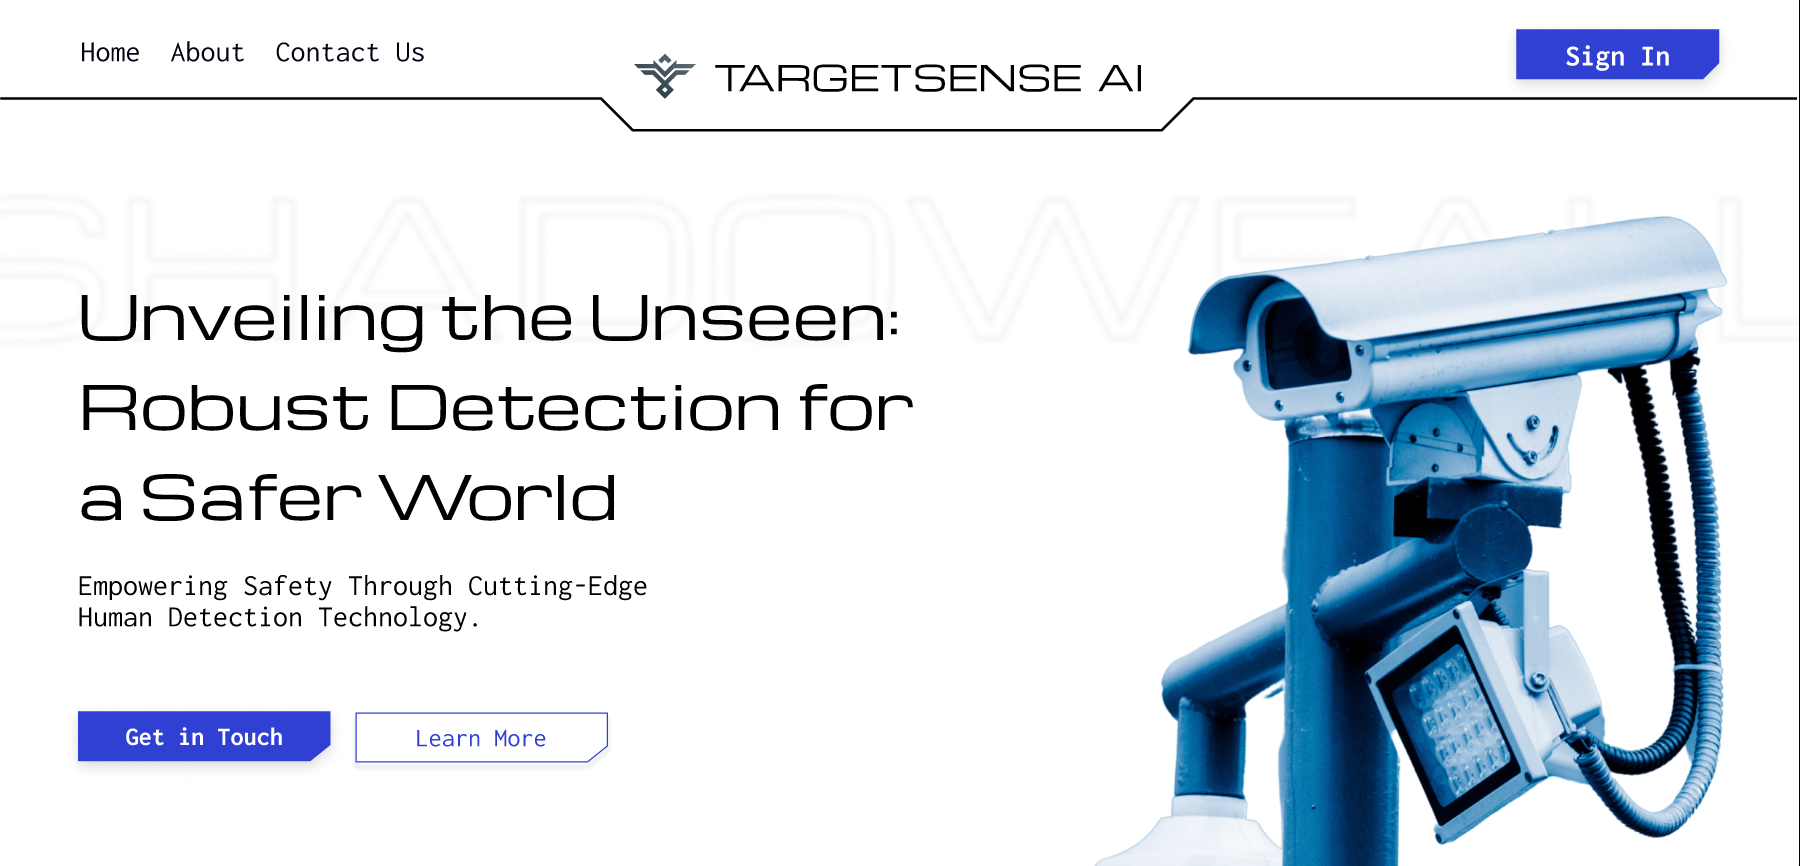 Home About Contact Us
TARGETSENSE AI
Sign In
SHADOWFALL
Unveiling the Unseen:
Robust Detection for
a Safer World
Empowering Safety Through Cutting-Edge
Human Detection Technology.
Get in Touch
Learn More